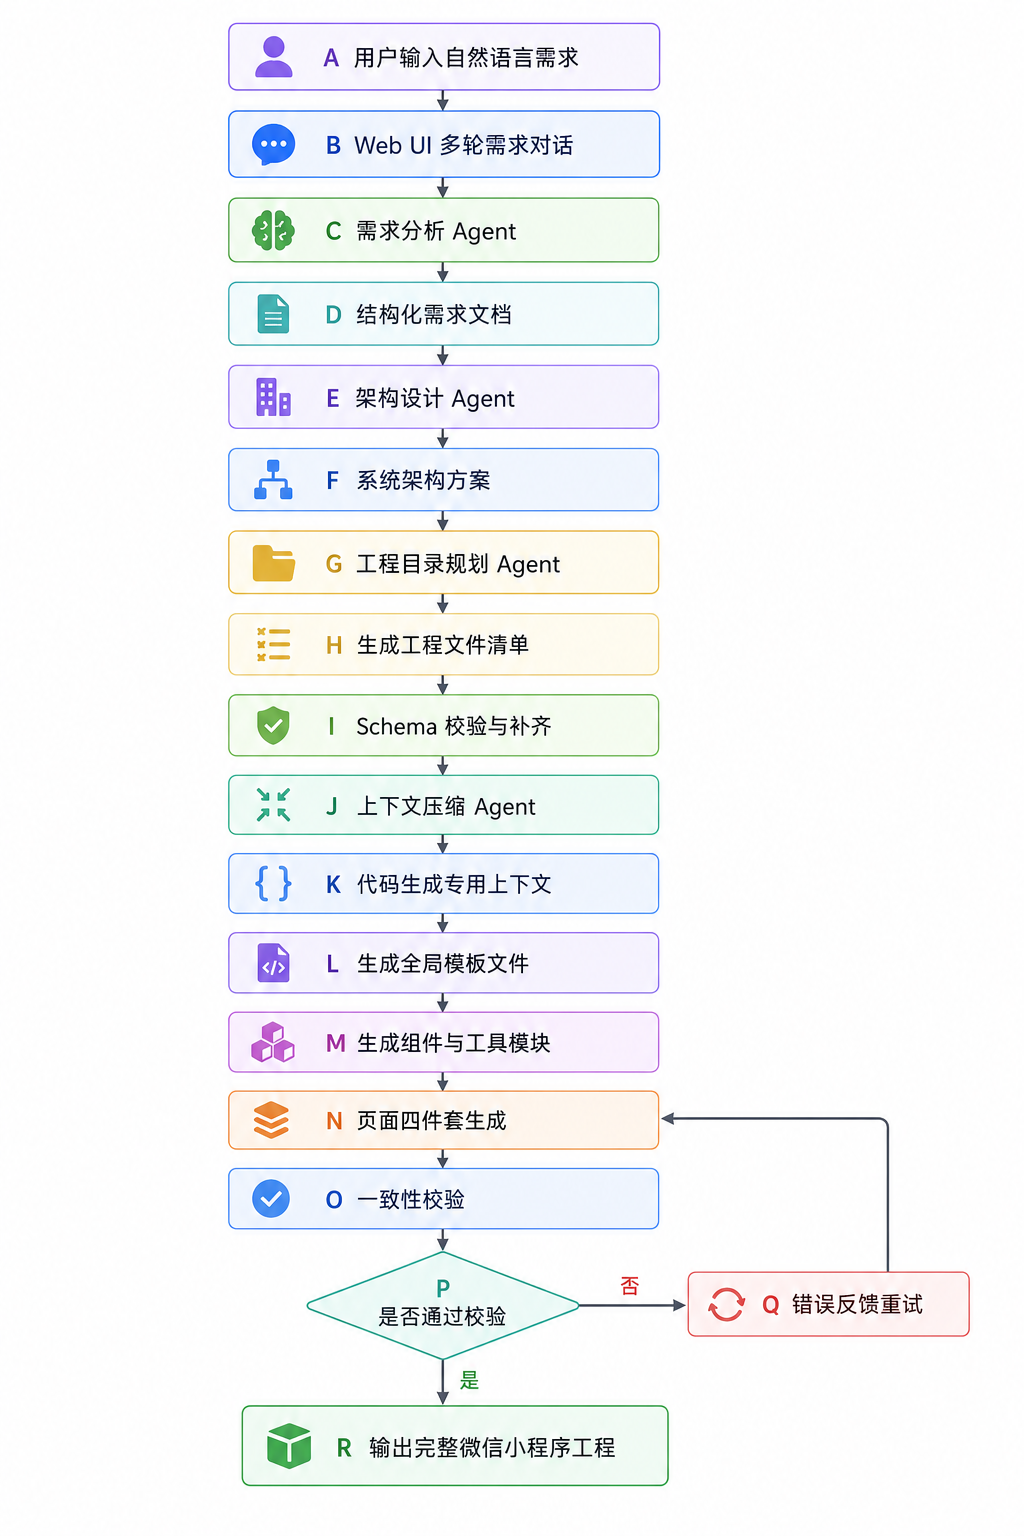 A 用户输入自然语言需求
B Web UI 多轮需求对话
C 需求分析 Agent
D 结构化需求文档
E 架构设计 Agent
F 系统架构方案
G 工程目录规划 Agent
H 生成工程文件清单
I Schema 校验与补齐
J 上下文压缩 Agent
K 代码生成专用上下文
L 生成全局模板文件
M 生成组件与工具模块
N 页面四件套生成
O 一致性校验
P
是否通过校验
否
Q 错误反馈重试
是
R 输出完整微信小程序工程